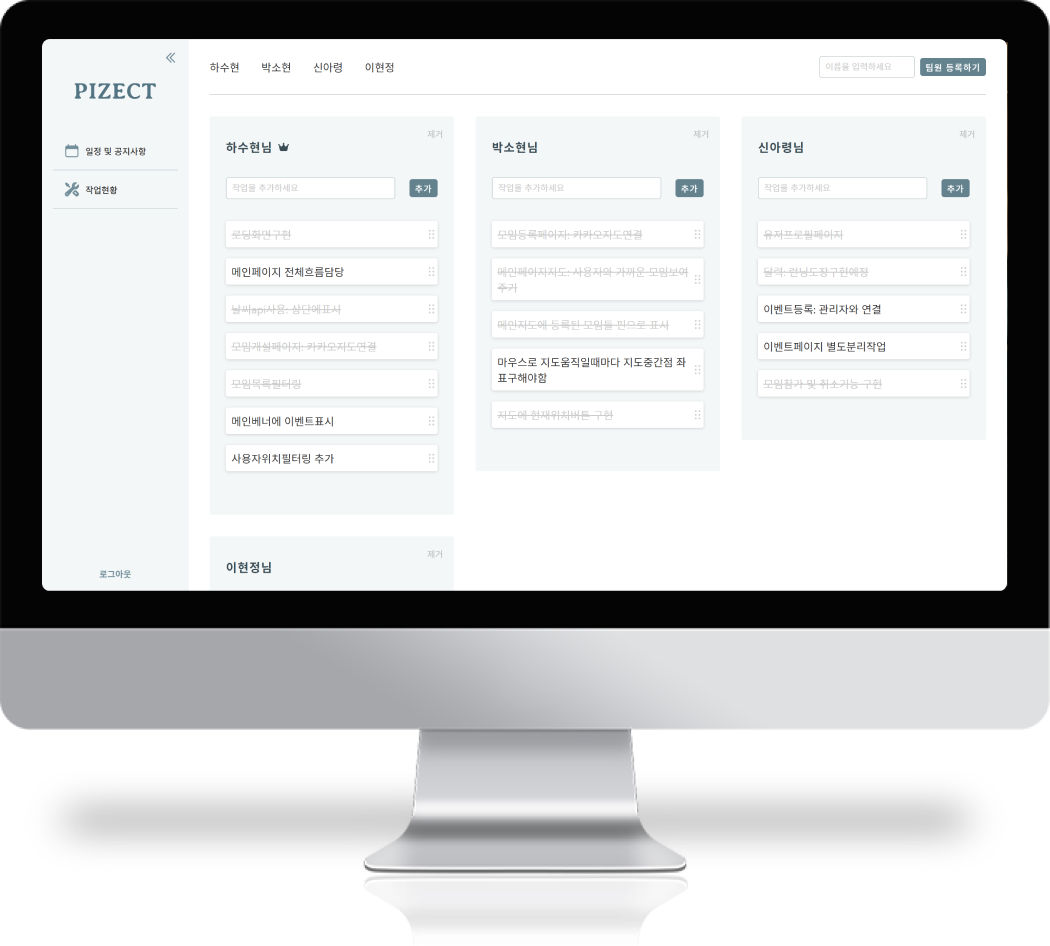 PIZECT
일정 및 공지사항
작업현황
로그아웃
하수현 박소현 신아령 이현정
이름을 입력하세요
팀원 등록하기
제거
하수현님
작업을 추가하세요
추가
로딩화면구현
메인페이지 전체흐름담당
날씨api사용: 상단에표시
모임개설페이지: 카카오지도연결
모임목록필터링
메인베너에 이벤트표시
사용자위치필터링 추가
제거
박소현님
작업을 추가하세요
추가
모임등록페이지: 카카오지도연결
메인페이지지도: 사용자와 가까운 모임보여
주기
메인지도에 등록된 모임들 핀으로 표시
마우스로 지도움직일때마다 지도중간점 좌
표구해야함
지도에 현재위치버튼 구현
제거
신아령님
작업을 추가하세요
추가
유저프로필페이지
달력: 런닝도장구현예정
이벤트등록: 관리자와 연결
이벤트페이지 별도분리작업
모임참가 및 취소기능 구현
제거
이현정님